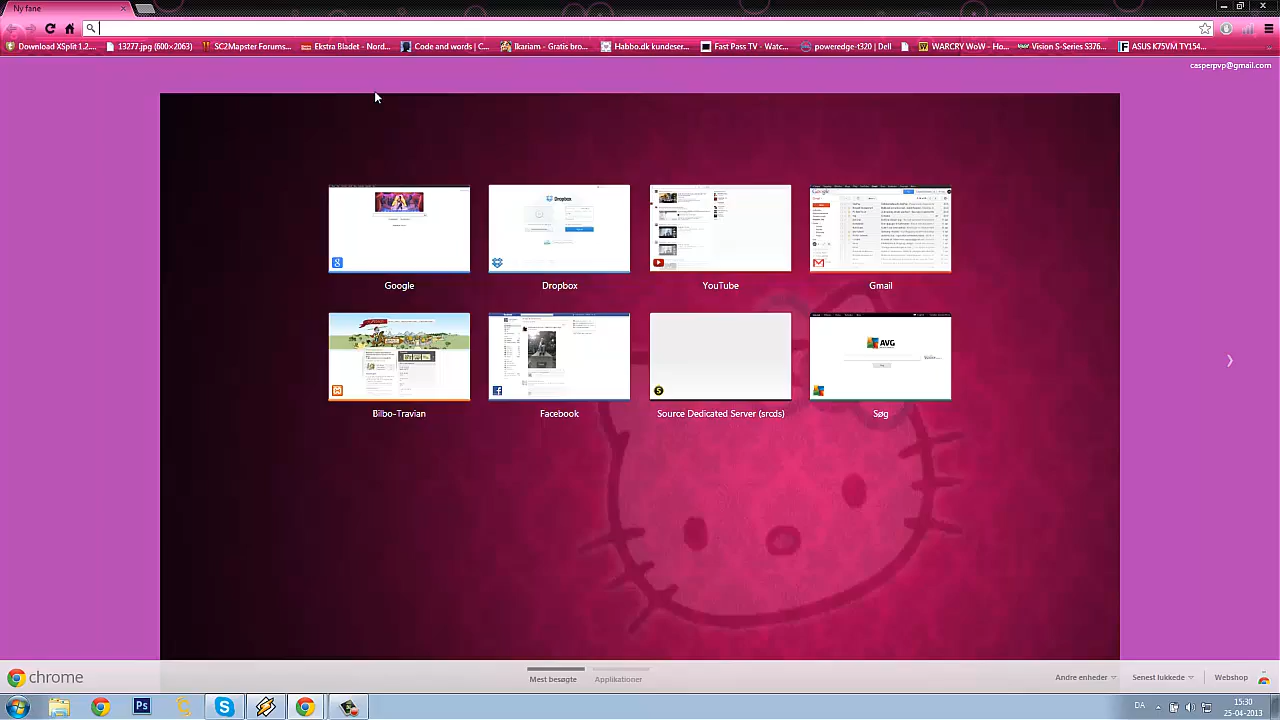 Ny fane
Download XSplit 1.2....
13277.jpg (600×2063)
SC2Mapster Forums...
Ekstra Bladet - Nord...
Code and words / C...
Ikariam - Gratis bro...
Habbo.dk kundeser...
Fast Pass TV - Watc...
poweredge-t320 | Dell
WARCRY WoW - Ho...
Vision S-Series S376...
ASUS K75VM TY154...
casperpvp@gmail.com
Google
Dropbox
YouTube
Gmail
Dropbox
AVG
Bilbo-Travian
Facebook
Source Dedicated Server (srcds)
Søg
chrome
Mest besøgte
Applikationer
Andre enheder
Senest lukkede
Webshop
Ps
DA
15:30
25-04-2013